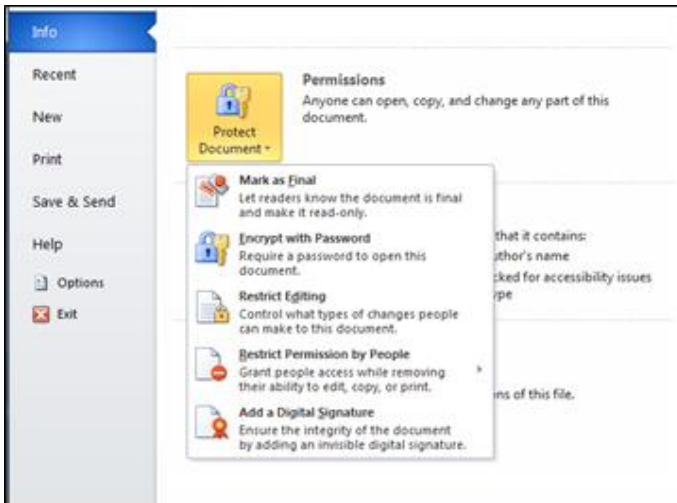 Info
Recent
New
Print
Save & Send
Help
Options
Exit
Protect
Document
Permissions
Anyone can open, copy, and change any part of this
document.
Mark as Final
Let readers know the document is final
and make it read-only.
Encrypt with Password
Require a password to open this
document.
Restrict Editing
Control what types of changes people
can make to this document.
Restrict Permission by People
Grant people access while removing
their ability to edit, copy, or print.
Add a Digital Signature
Ensure the integrity of the document
by adding an invisible digital signature.
that it contains:
uthor's name
cked for accessibility issues
ype
ns of this file.